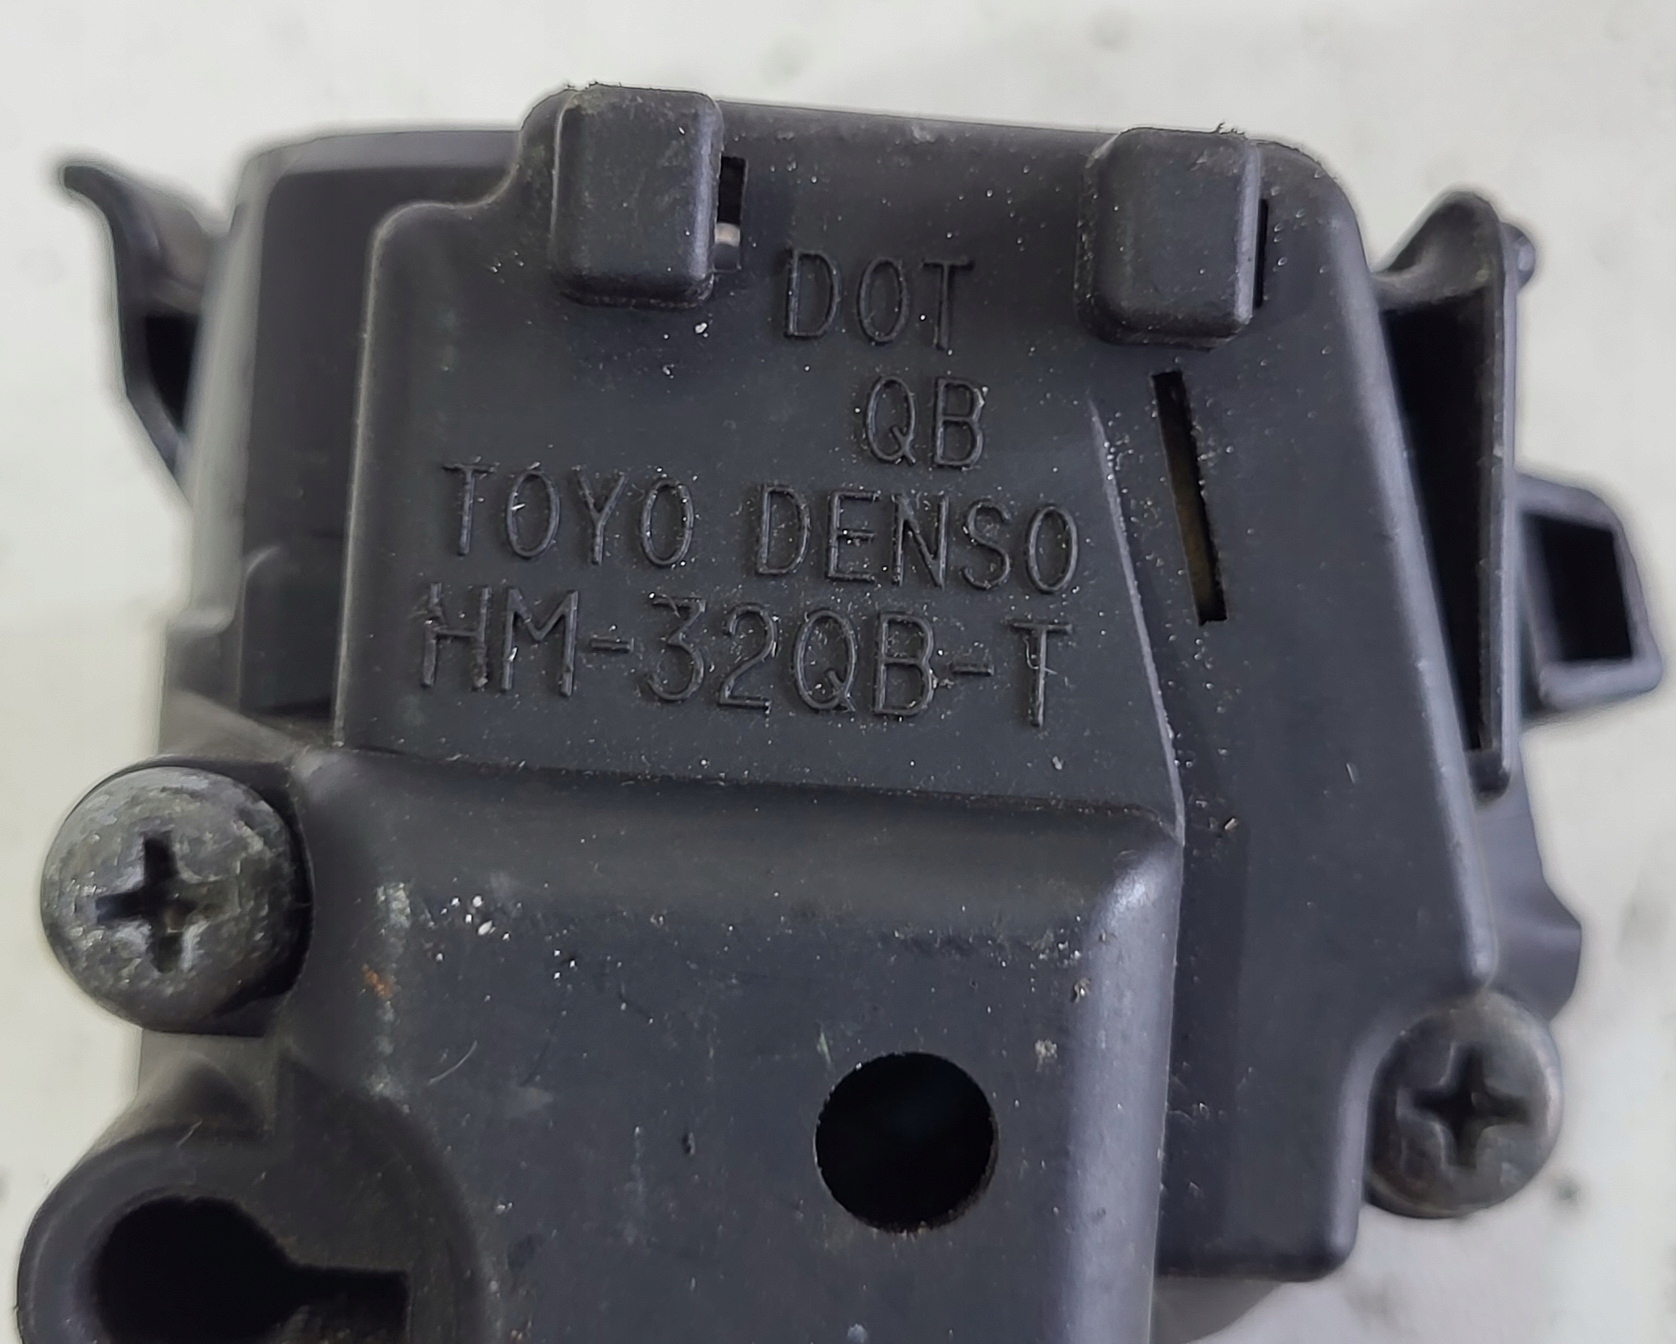 DOT
QB
TOYO DENSO
HM-32QB-T